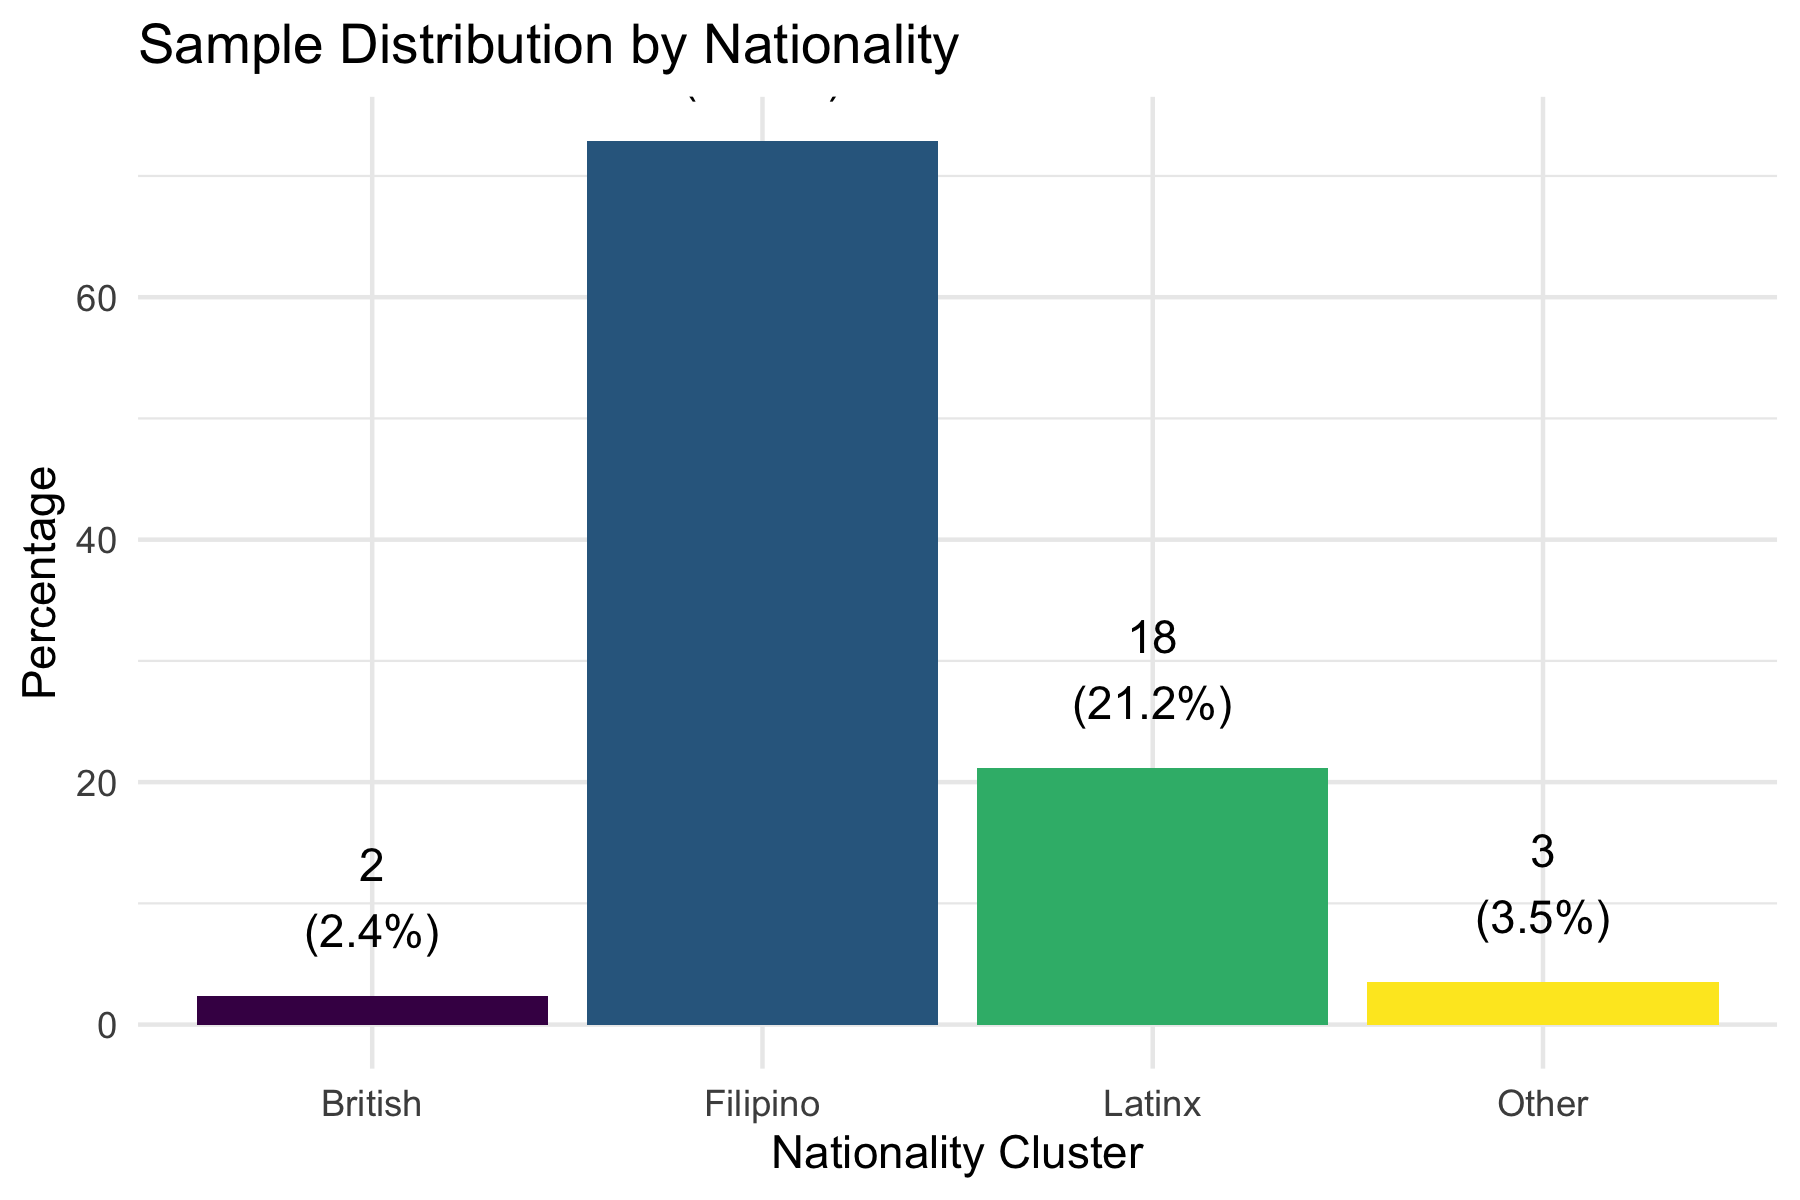 Sample Distribution by Nationality
60
40
20
0
Percentage
2
(2.4%)
18
(21.2%)
3
(3.5%)
British
Filipino
Latinx
Other
Nationality Cluster